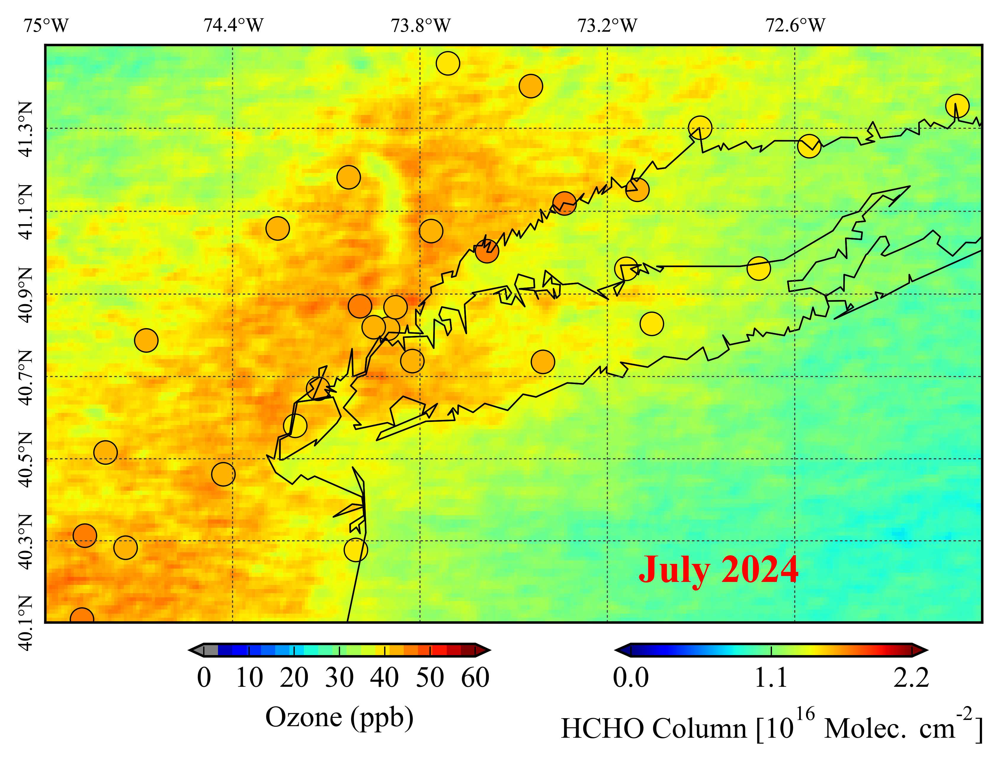 75°W 74.4°W 73.8°W 73.2°W 72.6°W
41.3°N
41.1°N
40.9°N
40.7°N
40.5°N
40.3°N
40.1°N
July 2024
0 10 20 30 40 50 60
Ozone (ppb)
0.0 1.1 2.2
HCHO Column [10^16 Molec. cm^-2]